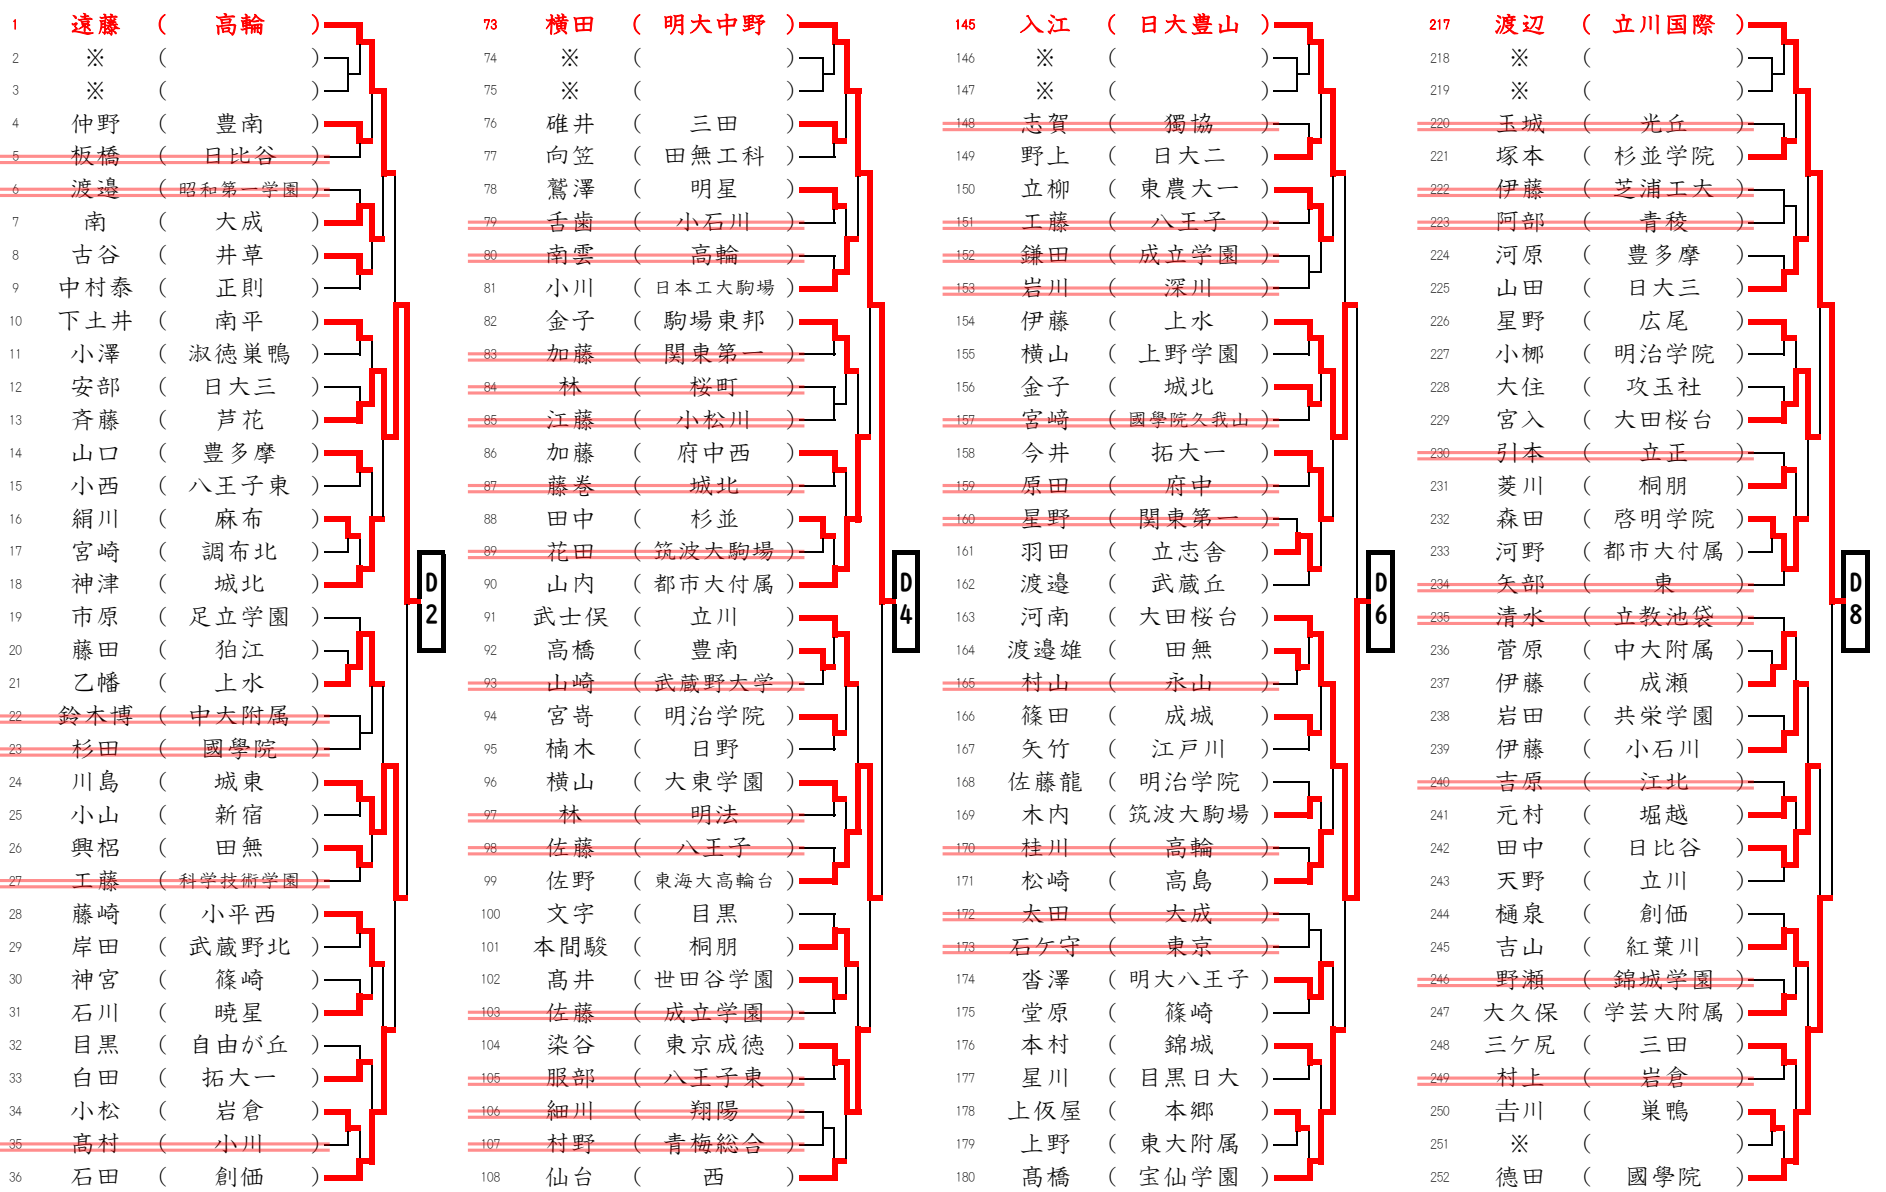 1 遠藤 ( 高輪 )
2 ※ ( )
3 ※ ( )
4 仲野 ( 豊南 )
5 板橋 ( 日比谷 )
6 渡邉 ( 昭和第一学園 )
7 南 ( 大成 )
8 古谷 ( 井草 )
9 中村泰 ( 正則 )
10 下土井 ( 南平 )
11 小澤 ( 淑徳巣鴨 )
12 安部 ( 日大三 )
13 斉藤 ( 芦花 )
14 山口 ( 豊多摩 )
15 小西 ( 八王子東 )
16 絹川 ( 麻布 )
17 宮崎 ( 調布北 )
18 神津 ( 城北 )
19 市原 ( 足立学園 )
20 藤田 ( 狛江 )
21 乙幡 ( 上水 )
22 鈴木博 ( 中大附属 )
23 杉田 ( 國學院 )
24 川島 ( 城東 )
25 小山 ( 新宿 )
26 興梠 ( 田無 )
27 工藤 ( 科学技術学園 )
28 藤崎 ( 小平西 )
29 岸田 ( 武蔵野北 )
30 神宮 ( 篠崎 )
31 石川 ( 暁星 )
32 目黒 ( 自由が丘 )
33 白田 ( 拓大一 )
34 小松 ( 岩倉 )
35 髙村 ( 小川 )
36 石田 ( 創価 )
D2
73 横田 ( 明大中野 )
74 ※ ( )
75 ※ ( )
76 碓井 ( 三田 )
77 向笠 ( 田無工科 )
78 鷲澤 ( 明星 )
79 舌歯 ( 小石川 )
80 南雲 ( 高輪 )
81 小川 ( 日本工大駒場 )
82 金子 ( 駒場東邦 )
83 加藤 ( 関東第一 )
84 林 ( 桜町 )
85 江藤 ( 小松川 )
86 加藤 ( 府中西 )
87 藤巻 ( 城北 )
88 田中 ( 杉並 )
89 花田 ( 筑波大駒場 )
90 山内 ( 都市大付属 )
91 武士俣 ( 立川 )
92 高橋 ( 豊南 )
93 山崎 ( 武蔵野大学 )
94 宮嵜 ( 明治学院 )
95 楠木 ( 日野 )
96 横山 ( 大東学園 )
97 林 ( 明法 )
98 佐藤 ( 八王子 )
99 佐野 ( 東海大高輪台 )
100 文字 ( 目黒 )
101 本間駿 ( 桐朋 )
102 髙井 ( 世田谷学園 )
103 佐藤 ( 成立学園 )
104 染谷 ( 東京成徳 )
105 服部 ( 八王子東 )
106 細川 ( 翔陽 )
107 村野 ( 青梅総合 )
108 仙台 ( 西 )
D4
145 入江 ( 日大豊山 )
146 ※ ( )
147 ※ ( )
148 志賀 ( 獨協 )
149 野上 ( 日大二 )
150 立柳 ( 東農大一 )
151 工藤 ( 八王子 )
152 鎌田 ( 成立学園 )
153 岩川 ( 深川 )
154 伊藤 ( 上水 )
155 横山 ( 上野学園 )
156 金子 ( 城北 )
157 宮﨑 ( 國學院久我山 )
158 今井 ( 拓大一 )
159 原田 ( 府中 )
160 星野 ( 関東第一 )
161 羽田 ( 立志舎 )
162 渡邉 ( 武蔵丘 )
163 河南 ( 大田桜台 )
164 渡邉雄 ( 田無 )
165 村山 ( 永山 )
166 篠田 ( 成城 )
167 矢竹 ( 江戸川 )
168 佐藤龍 ( 明治学院 )
169 木内 ( 筑波大駒場 )
170 桂川 ( 高輪 )
171 松崎 ( 高島 )
172 太田 ( 大成 )
173 石ケ守 ( 東京 )
174 沓澤 ( 明大八王子 )
175 堂原 ( 篠崎 )
176 本村 ( 錦城 )
177 星川 ( 目黒日大 )
178 上仮屋 ( 本郷 )
179 上野 ( 東大附属 )
180 髙橋 ( 宝仙学園 )
D6
217 渡辺 ( 立川国際 )
218 ※ ( )
219 ※ ( )
220 玉城 ( 光丘 )
221 塚本 ( 杉並学院 )
222 伊藤 ( 芝浦工大 )
223 阿部 ( 青稜 )
224 河原 ( 豊多摩 )
225 山田 ( 日大三 )
226 星野 ( 広尾 )
227 小梛 ( 明治学院 )
228 大住 ( 攻玉社 )
229 宮入 ( 大田桜台 )
230 引本 ( 立正 )
231 菱川 ( 桐朋 )
232 森田 ( 啓明学院 )
233 河野 ( 都市大付属 )
234 矢部 ( 東 )
235 清水 ( 立教池袋 )
236 菅原 ( 中大附属 )
237 伊藤 ( 成瀬 )
238 岩田 ( 共栄学園 )
239 伊藤 ( 小石川 )
240 吉原 ( 江北 )
241 元村 ( 堀越 )
242 田中 ( 日比谷 )
243 天野 ( 立川 )
244 樋泉 ( 創価 )
245 吉山 ( 紅葉川 )
246 野瀬 ( 錦城学園 )
247 大久保 ( 学芸大附属 )
248 三ケ尻 ( 三田 )
249 村上 ( 岩倉 )
250 𠮷川 ( 巣鴨 )
251 ※ ( )
252 德田 ( 國學院 )
D8